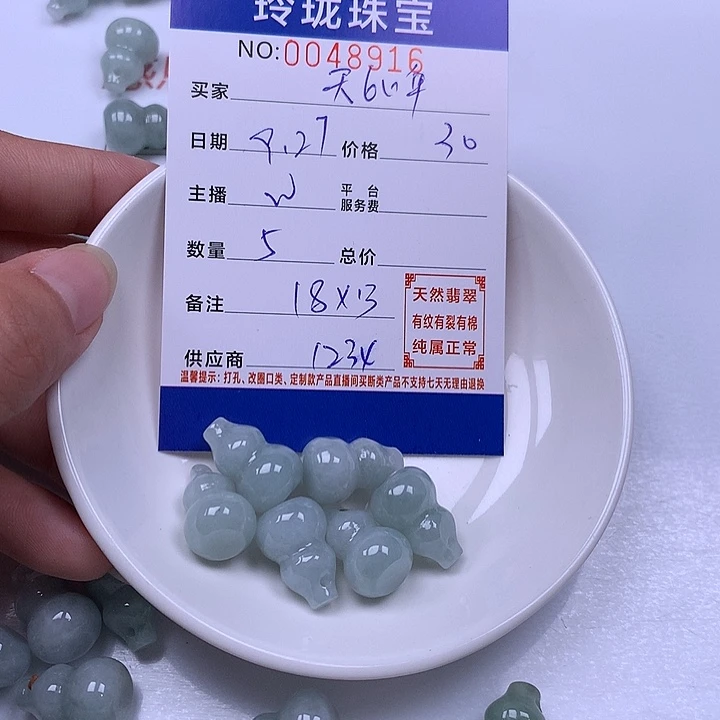 玲珑珠宝
NO:0048916
买家
日期 9.27 价格 30
主播 W 平台服务费
数量 5 总价
备注 18×13
天然翡翠
有纹有裂有棉
纯属正常
供应商 1234
温馨提示：打孔、改圈口类、定制款产品直播间买断类产品不支持七天无理由退换